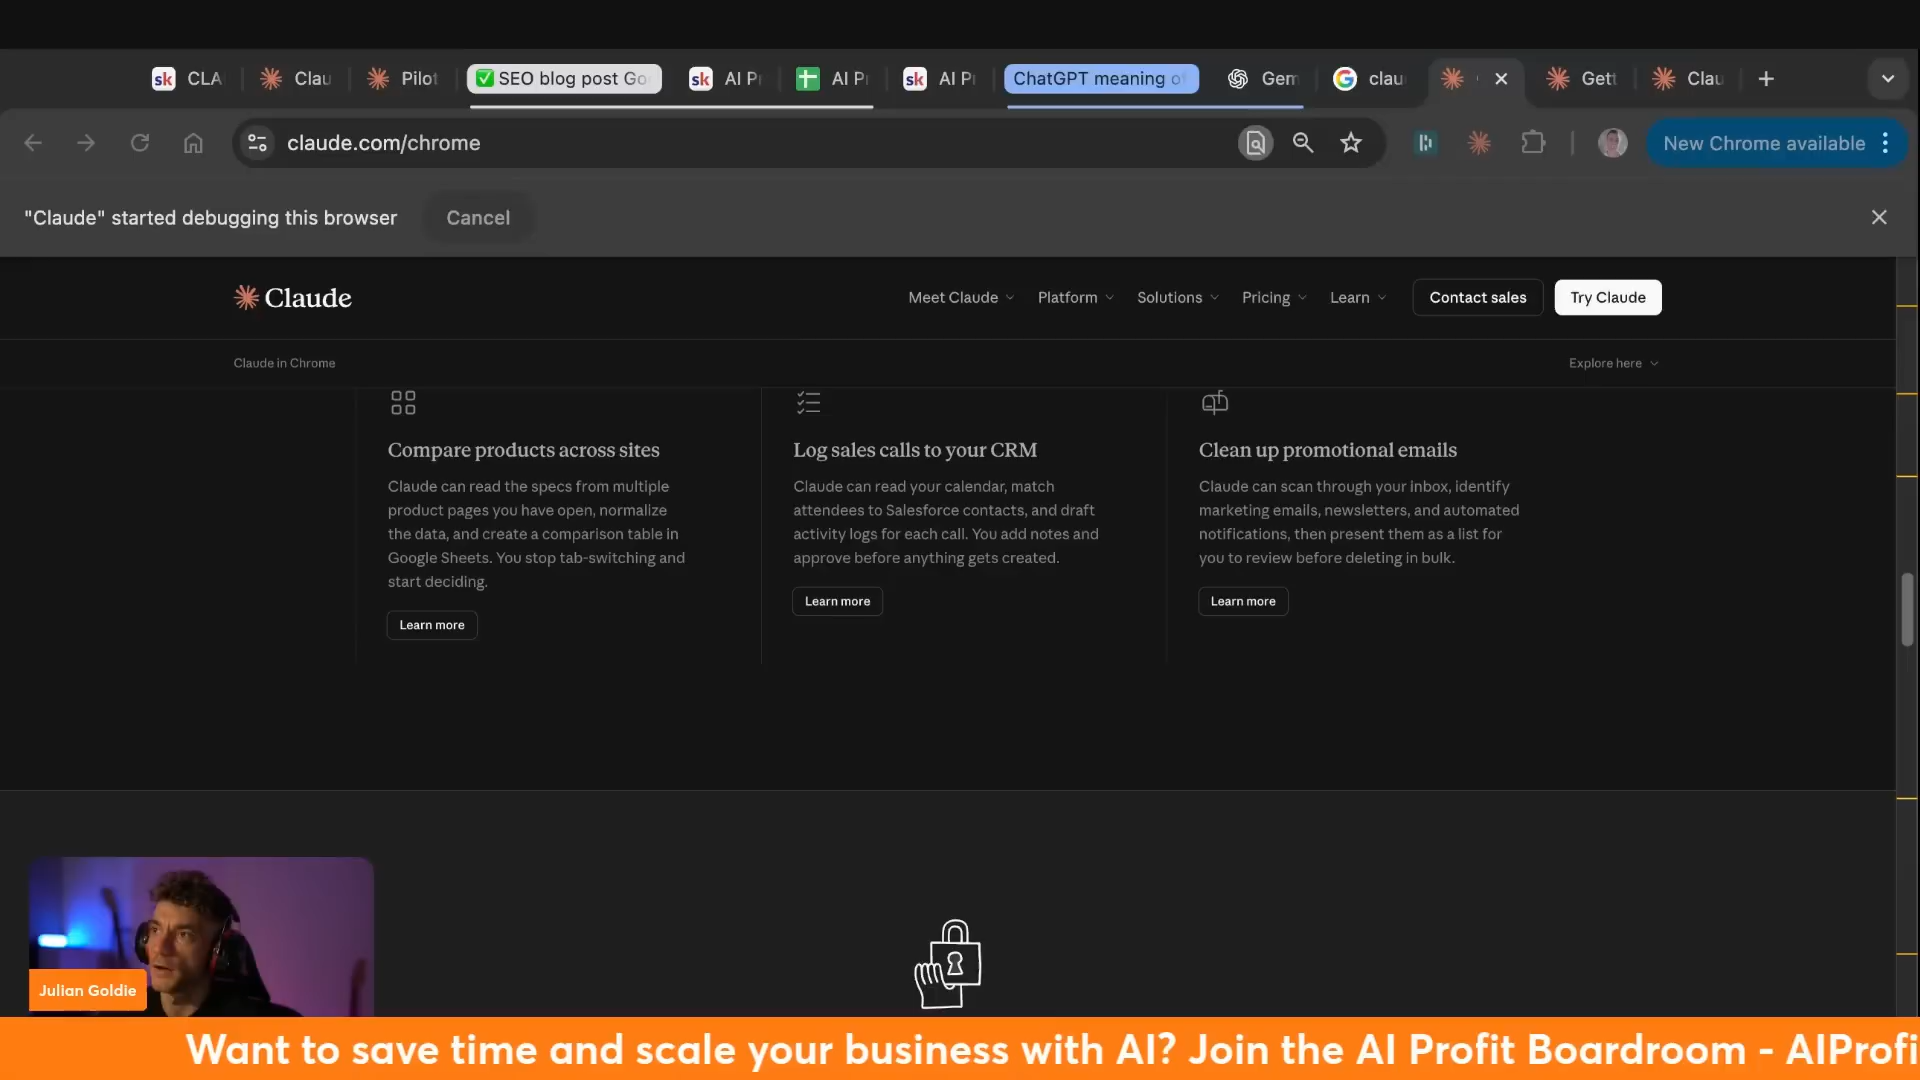 CLA
Clau
Pilot
✅ SEO blog post Go
AI P
AI P
AI P
ChatGPT meaning of
Gem
clau
Gett
Clau
claude.com/chrome
New Chrome available
"Claude" started debugging this browser
Cancel
Claude
Meet Claude
Platform
Solutions
Pricing
Learn
Contact sales
Try Claude
Claude in Chrome
Explore here
Compare products across sites
Claude can read the specs from multiple
product pages you have open, normalize
the data, and create a comparison table in
Google Sheets. You stop tab-switching and
start deciding.
Learn more
Log sales calls to your CRM
Claude can read your calendar, match
attendees to Salesforce contacts, and draft
activity logs for each call. You add notes and
approve before anything gets created.
Learn more
Clean up promotional emails
Claude can scan through your inbox, identify
marketing emails, newsletters, and automated
notifications, then present them as a list for
you to review before deleting in bulk.
Learn more
Julian Goldie
Want to save time and scale your business with AI? Join the AI Profit Boardroom - AIProfi